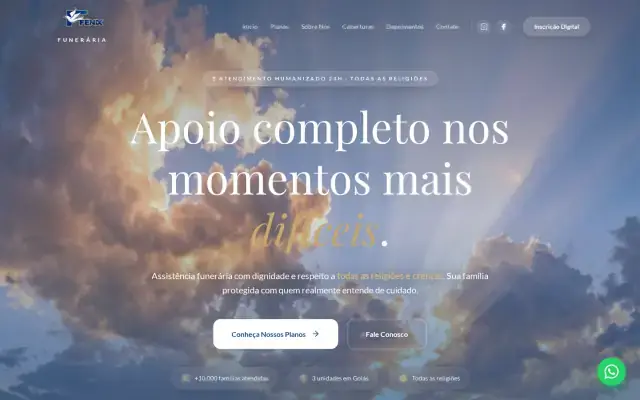 FENIX
FUNERÁRIA
Início Planos Sobre Nós Coberturas Depoimentos Contato Inscrição Digital
ATENDIMENTO HUMANIZADO 24H · TODAS AS RELIGIÕES
Apoio completo nos
momentos mais
difíceis.
Assistência funerária com dignidade e respeito a todas as religiões e crenças. Sua família
protegida com quem realmente entende de cuidado.
Conheça Nossos Planos → Fale Conosco
+10.000 famílias atendidas 3 unidades em Goiás Todas as religiões